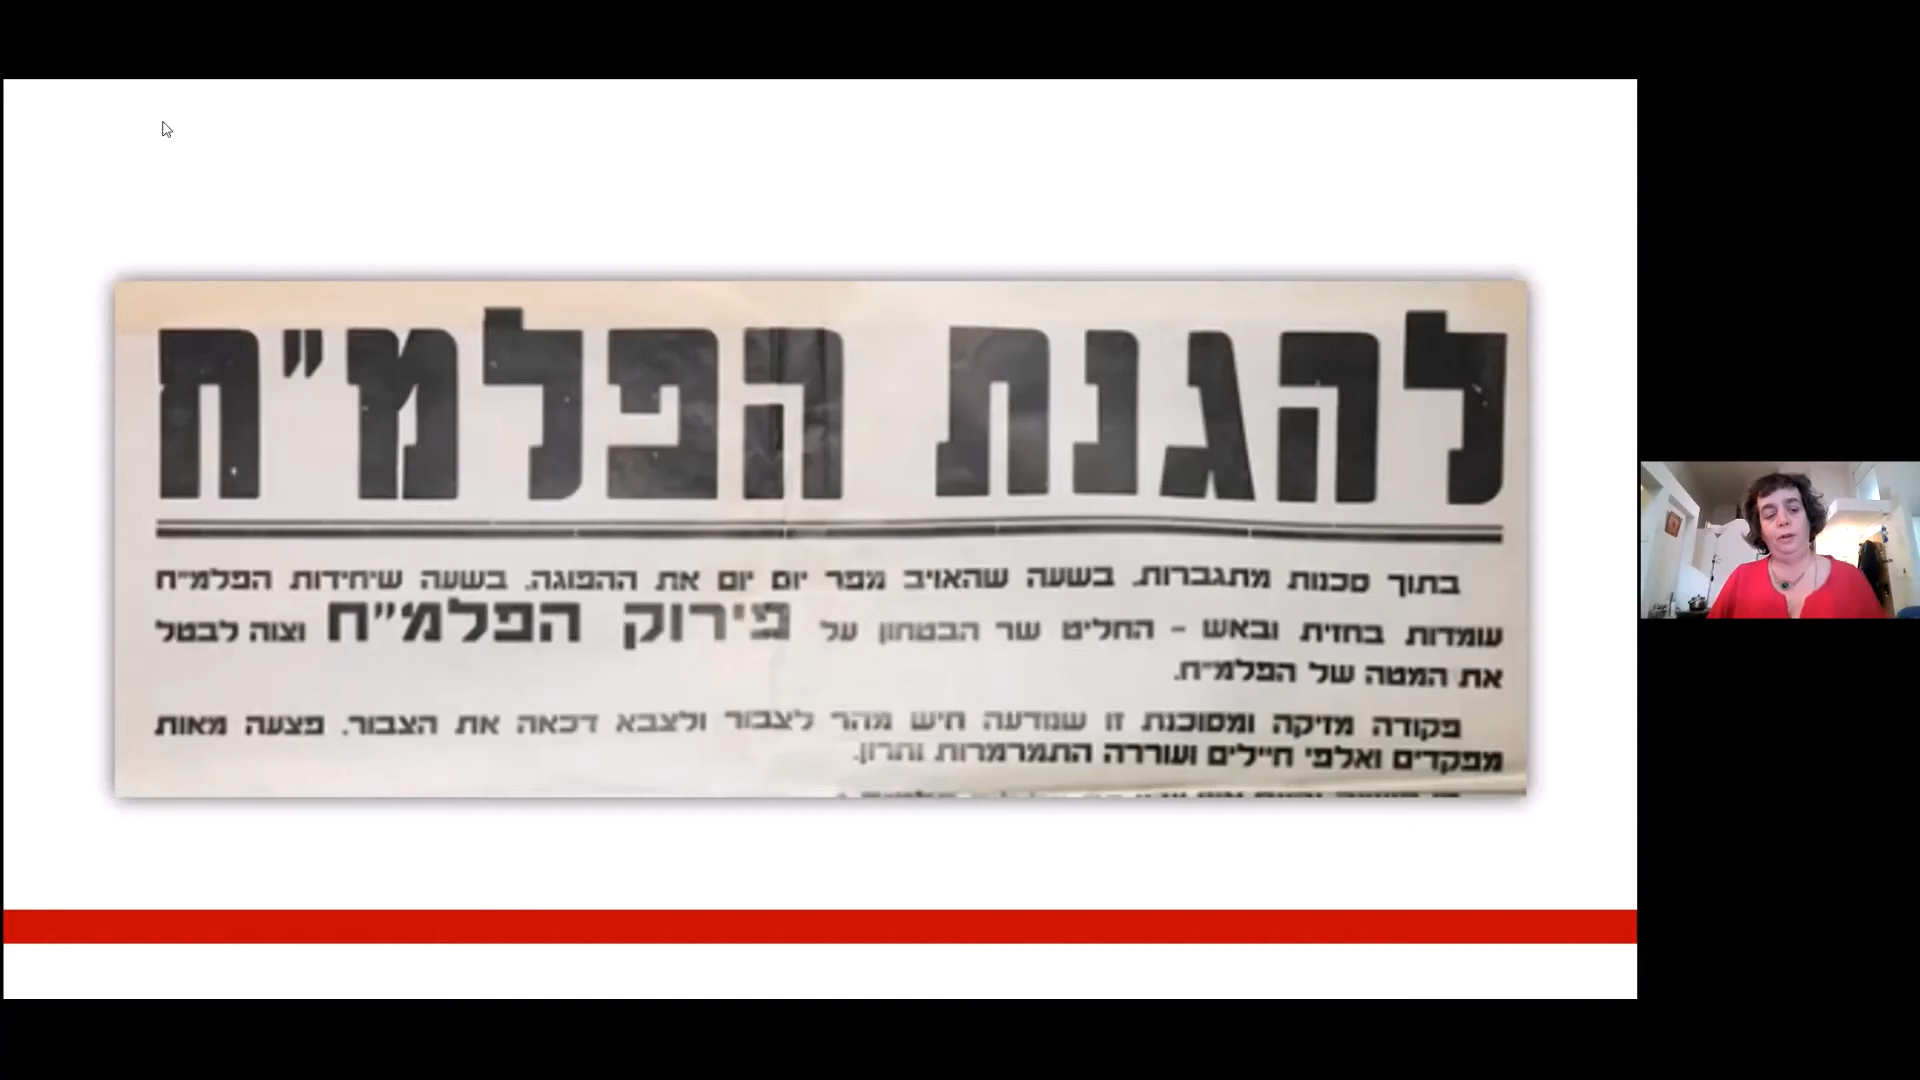 להגנת הפלמ"ח
בתוך סכנות מתגברות. בשעה שהאויב מפר יום יום את ההפוגה. בשעה שיחידות הפלמ"ח
עומדות בחזית ובאש - החליט שר הבטחון על פירוק הפלמ"ח וצוה לבטל
את המטה של הפלמ"ח.
פקודה מזיקה ומסוכנת זו שנודעה חיש מהר לצבור ולצבא דכאה את הצבור. פצעה מאות
מפקדים ואלפי חיילים ועוררה התמרמרות וחרון.